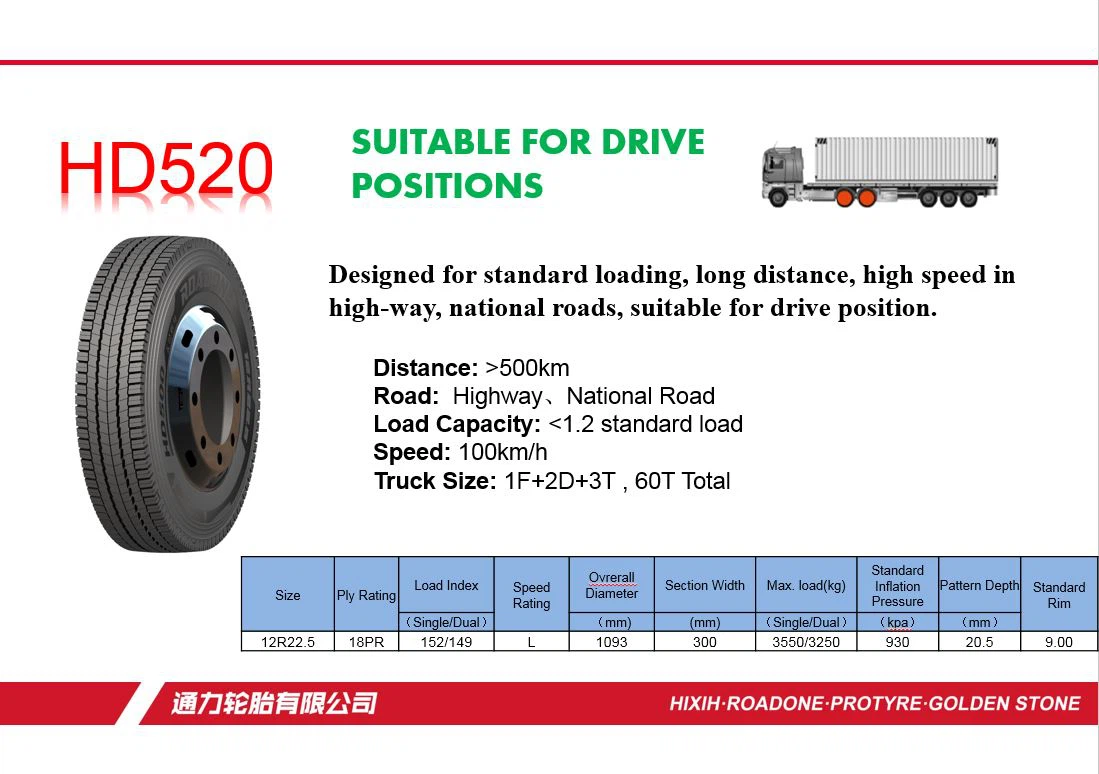 HD520
SUITABLE FOR DRIVE
POSITIONS
Designed for standard loading, long distance, high speed in
high-way, national roads, suitable for drive position.
Distance: >500km
Road:  Highway、National Road
Load Capacity: <1.2 standard load
Speed: 100km/h
Truck Size: 1F+2D+3T , 60T Total
Size Ply Rating Load Index Speed Rating Ovrerall Diameter Section Width Max. load(kg) Standard Inflation Pressure Pattern Depth Standard Rim
（Single/Dual） （mm) (mm) （Single/Dual） （kpa） （mm）
12R22.5 18PR 152/149 L 1093 300 3550/3250 930 20.5 9.00
通力轮胎有限公司
HIXIH·ROADONE·PROTYRE·GOLDEN STONE